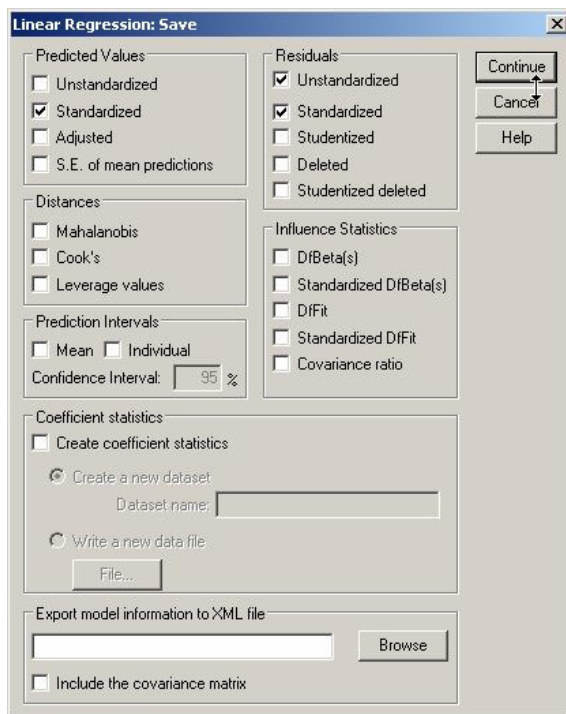 Linear Regression: Save
Predicted Values
Unstandardized
Standardized
Adjusted
S.E. of mean predictions
Residuals
Unstandardized
Standardized
Studentized
Deleted
Studentized deleted
Continue
Cancel
Help
Distances
Mahalanobis
Cook's
Leverage values
Influence Statistics
DfBeta(s)
Standardized DfBeta(s)
DfFit
Standardized DfFit
Covariance ratio
Prediction Intervals
Mean Individual
Confidence Interval: 95 %
Coefficient statistics
Create coefficient statistics
Create a new dataset
Dataset name:
Write a new data file
File...
Export model information to XML file
Browse
Include the covariance matrix